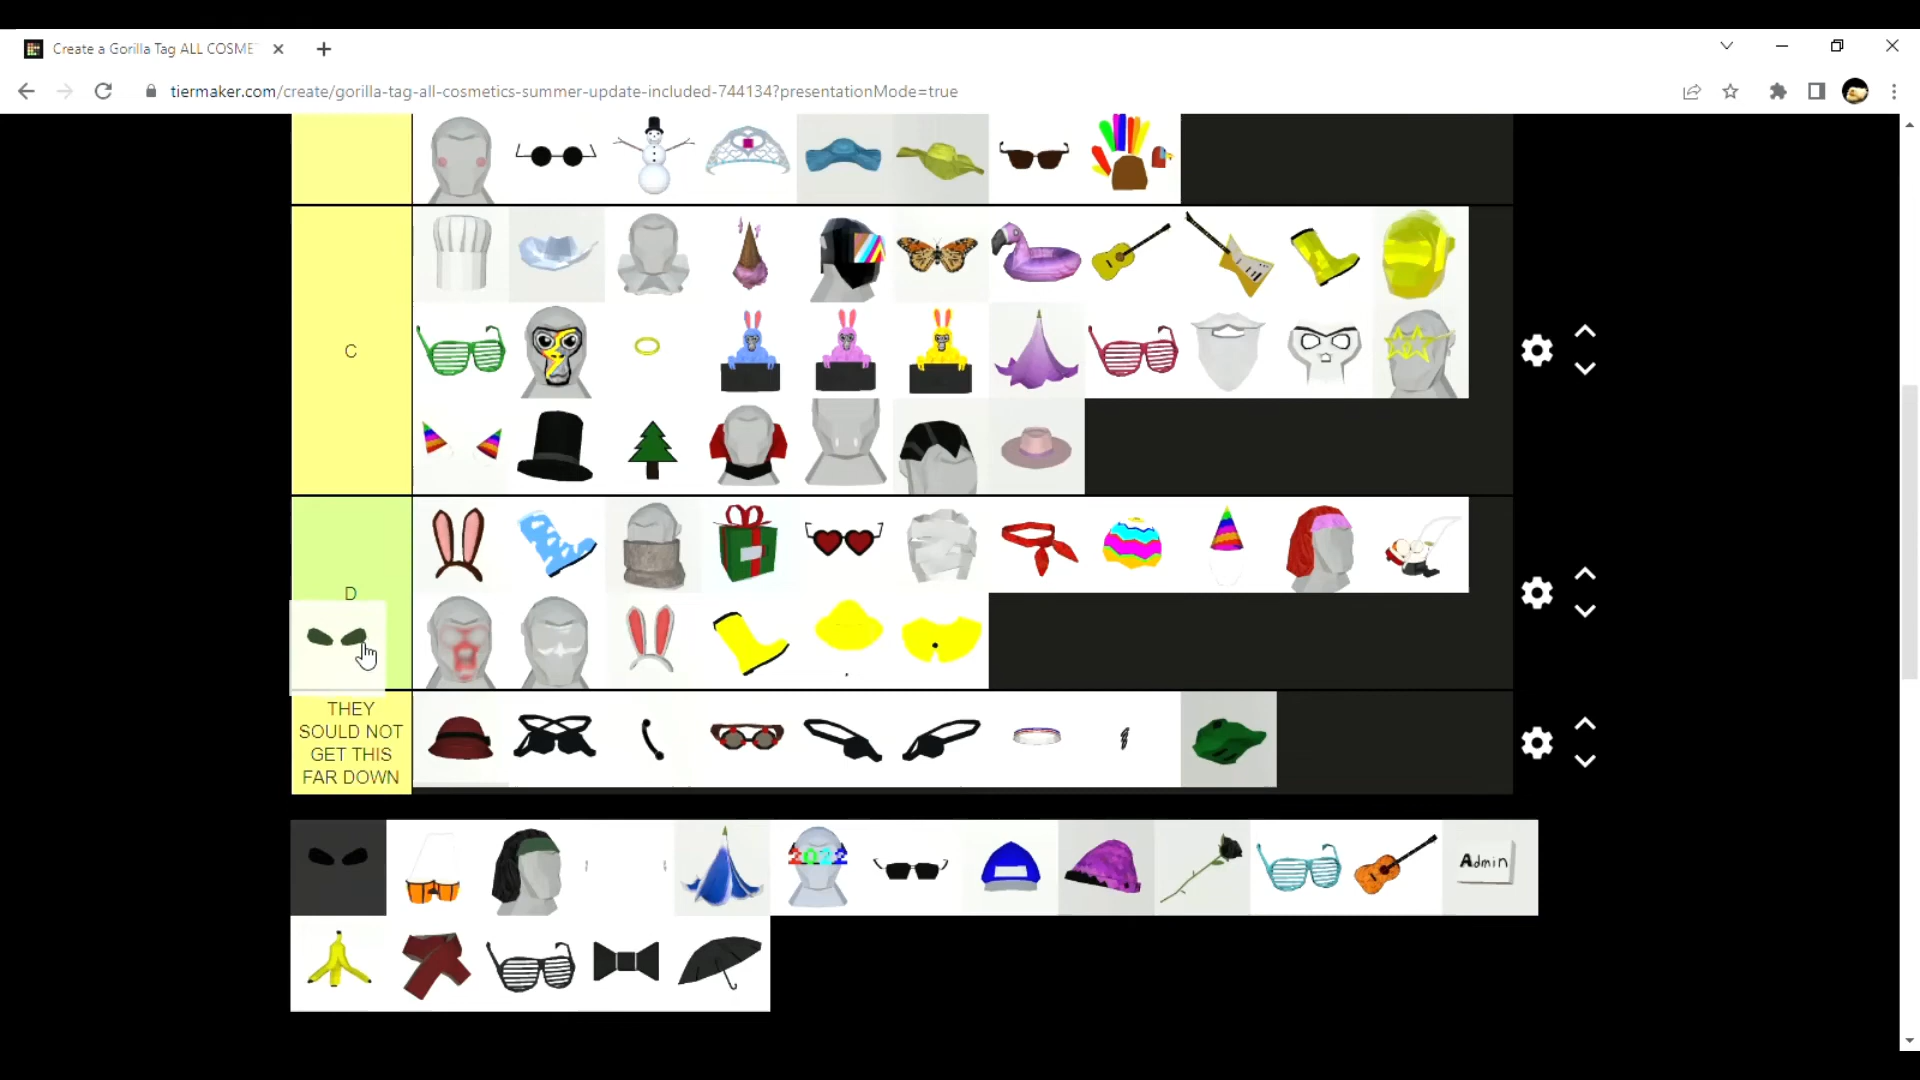 Create a Gorilla Tag ALL COSME
tiermaker.com/create/gorilla-tag-all-cosmetics-summer-update-included-744134?presentationMode=true
C
D
THEY
SOULD NOT
GET THIS
FAR DOWN
2022
Admin